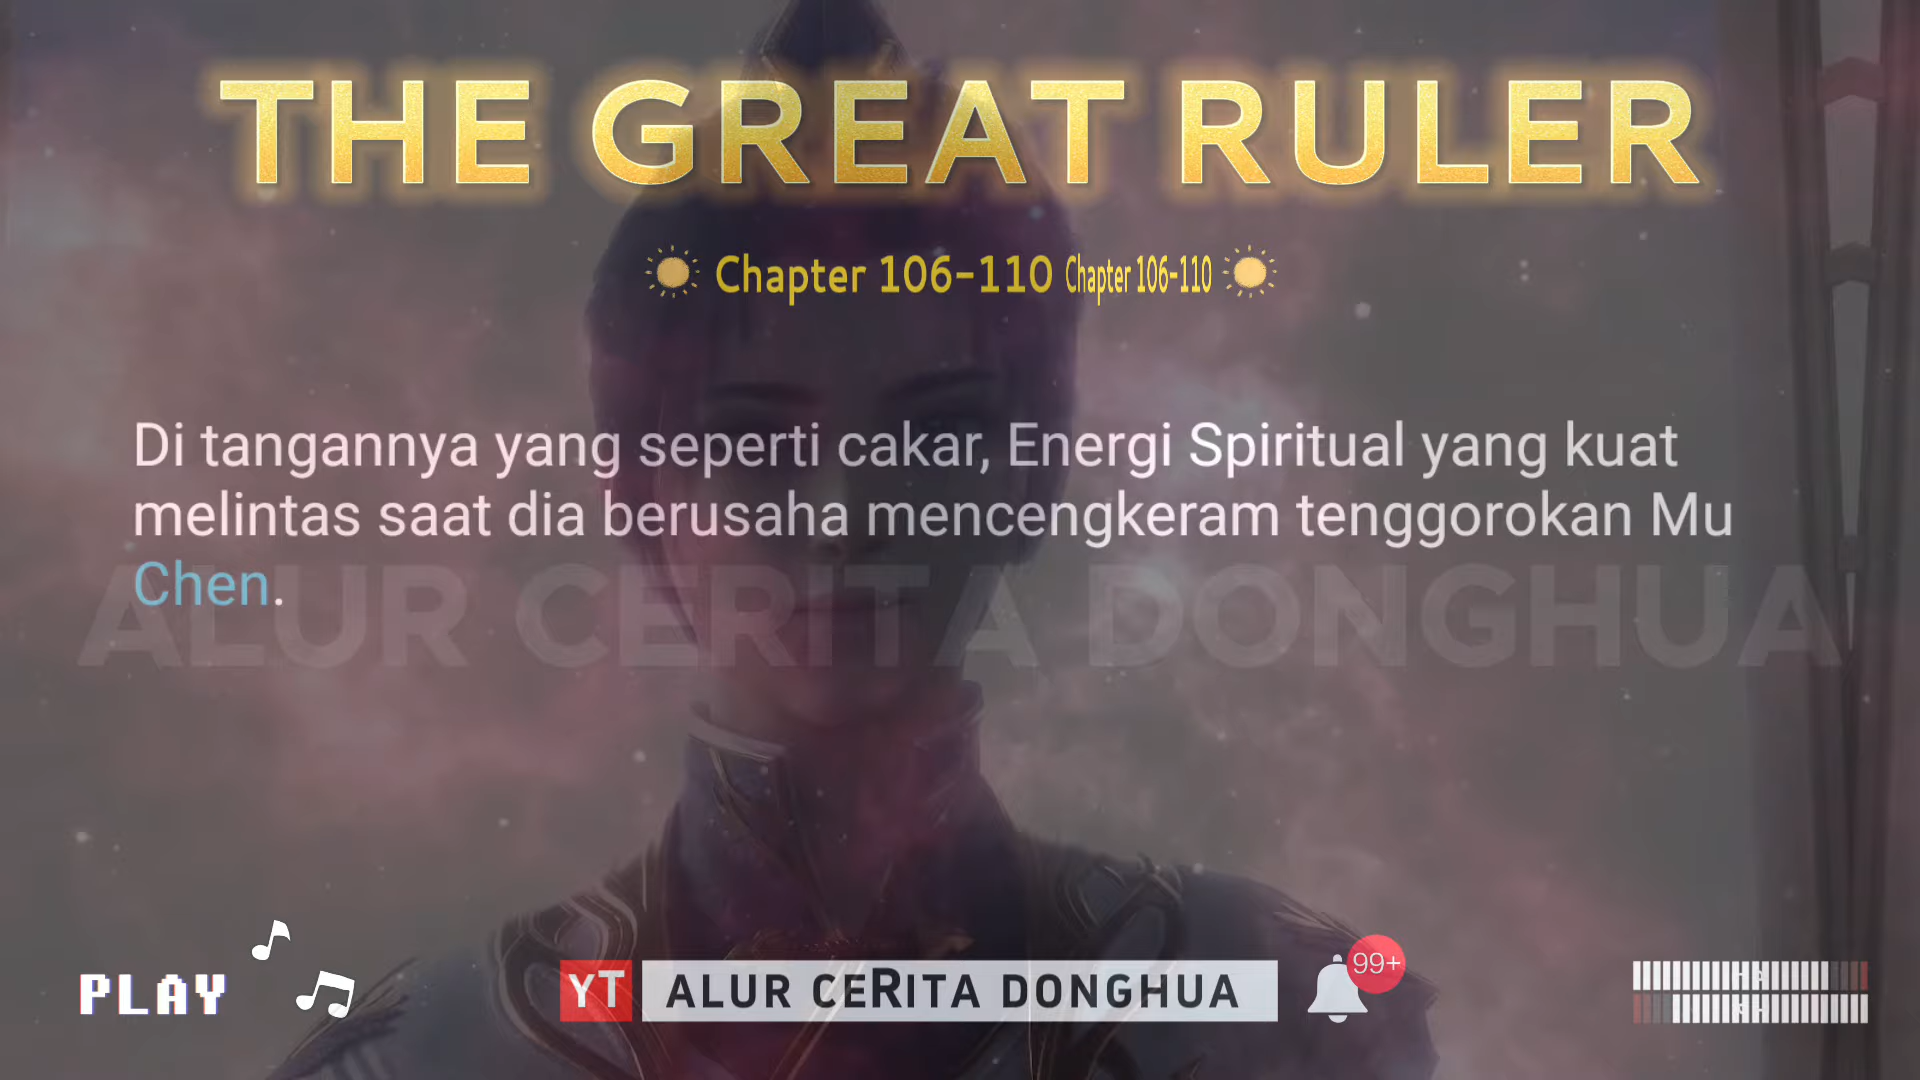 THE GREAT RULER
Chapter 106-110 Chapter 106-110
Di tangannya yang seperti cakar, Energi Spiritual yang kuat
melintas saat dia berusaha mencengkeram tenggorokan Mu
Chen.
ALUR CERITA DONGHUA
PLAY
YT ALUR CERITA DONGHUA
99+